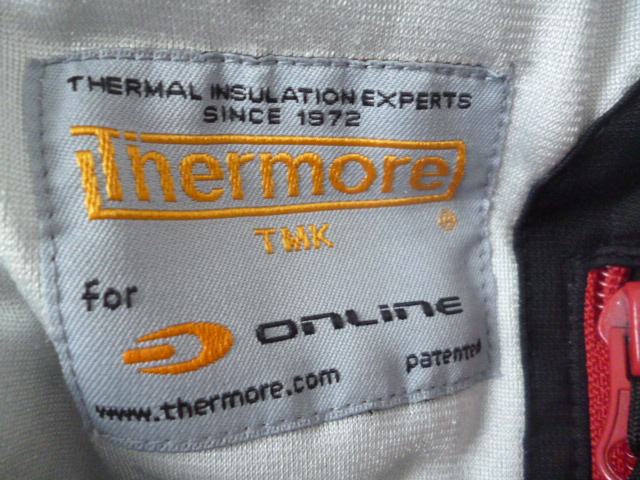 THERMAL INSULATION EXPERTS
SINCE 1972
Thermore
®
TMK
for
ONLINE
patented
www.thermore.com